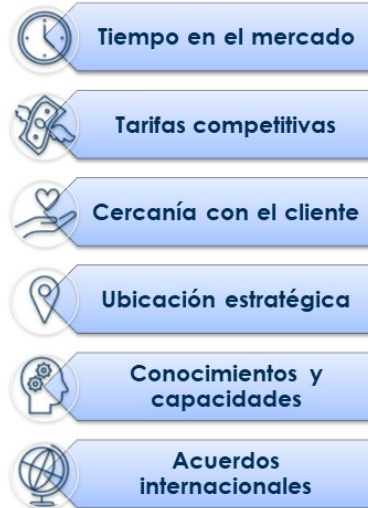 Tiempo en el mercado
Tarifas competitivas
Cercanía con el cliente
Ubicación estratégica
Conocimientos y
capacidades
Acuerdos
internacionales